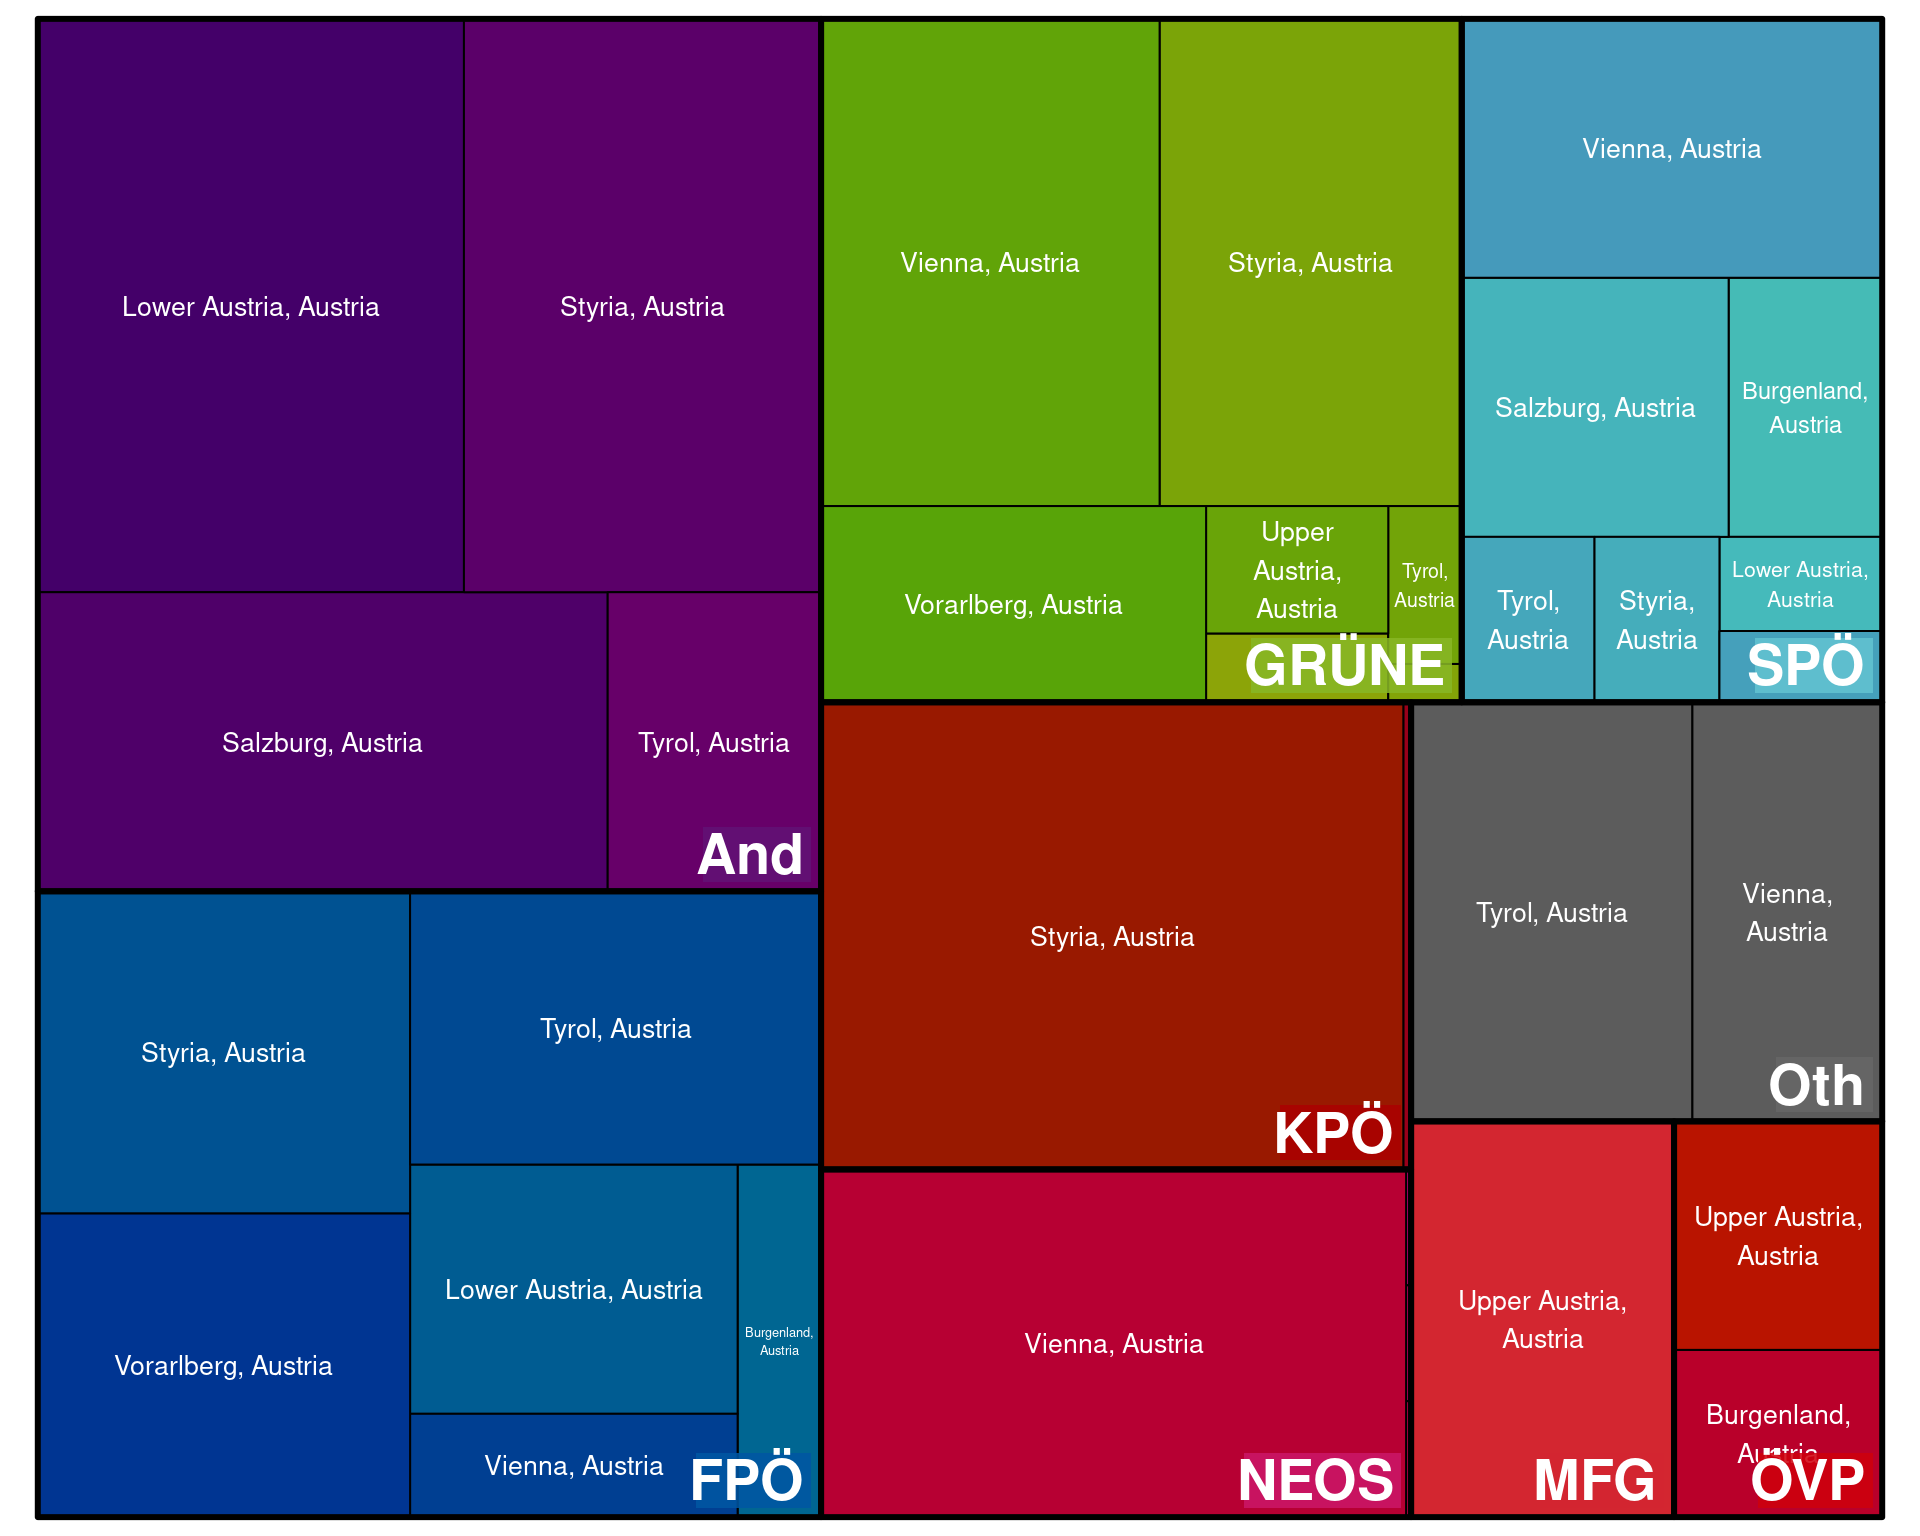 Lower Austria, Austria
Styria, Austria
Salzburg, Austria
Tyrol, Austria
And
Styria, Austria
Tyrol, Austria
Vorarlberg, Austria
Lower Austria, Austria
Burgenland,
Austria
Vienna, Austria
FPÖ
Vienna, Austria
Styria, Austria
Vorarlberg, Austria
Upper
Austria,
Austria
Tyrol,
Austria
GRÜNE
Vienna, Austria
Salzburg, Austria
Burgenland,
Austria
Tyrol,
Austria
Styria,
Austria
Lower Austria,
Austria
SPÖ
Styria, Austria
KPÖ
Tyrol, Austria
Vienna,
Austria
Oth
Vienna, Austria
NEOS
Upper Austria,
Austria
MFG
Upper Austria,
Austria
Burgenland,
Austria
ÖVP